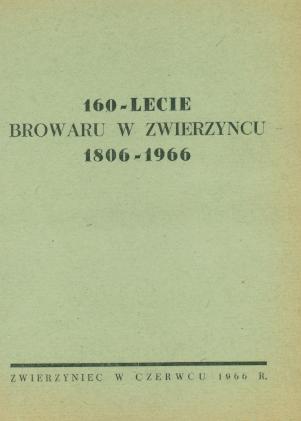 160-LECIE
BROWARU W ZWIERZYNCU
1806-1966
ZWIERZYNIEC W CZERWCU 1966 R.